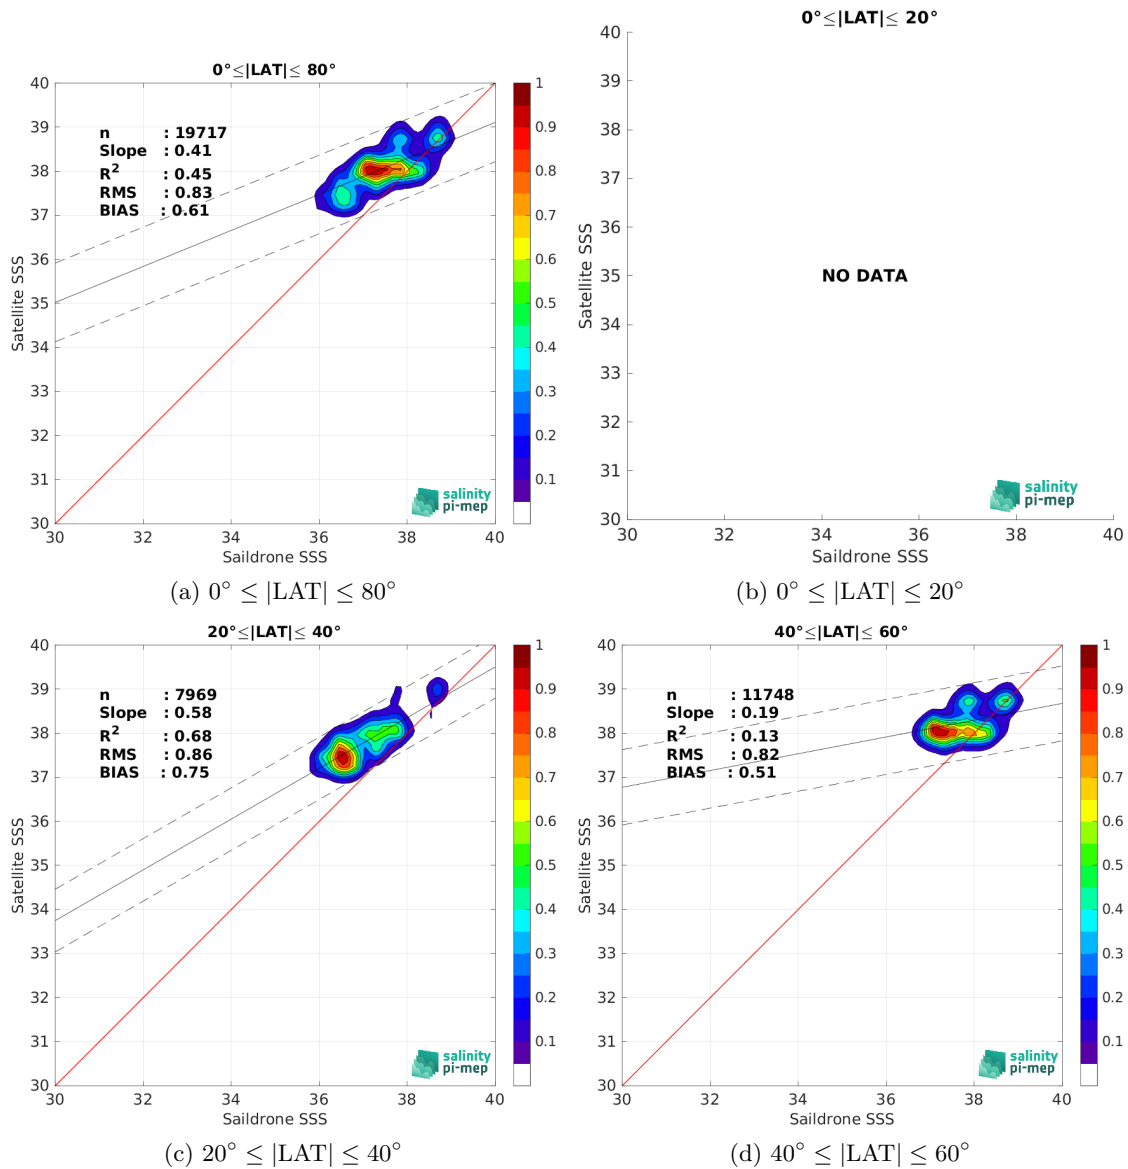 0°≤|LAT|≤ 80°
40
39
38
37
36
35
34
33
32
31
30
30
32
34
36
38
40
Satellite SSS
Saildrone SSS
n : 19717
Slope : 0.41
R² : 0.45
RMS : 0.83
BIAS : 0.61
1
0.9
0.8
0.7
0.6
0.5
0.4
0.3
0.2
0.1
salinity
pi-mep
(a) 0° ≤ |LAT| ≤ 80°
0°≤|LAT|≤ 20°
40
39
38
37
36
35
34
33
32
31
30
30
32
34
36
38
40
Satellite SSS
Saildrone SSS
NO DATA
salinity
pi-mep
(b) 0° ≤ |LAT| ≤ 20°
20°≤|LAT|≤ 40°
40
39
38
37
36
35
34
33
32
31
30
30
32
34
36
38
40
Satellite SSS
Saildrone SSS
n : 7969
Slope : 0.58
R² : 0.68
RMS : 0.86
BIAS : 0.75
1
0.9
0.8
0.7
0.6
0.5
0.4
0.3
0.2
0.1
salinity
pi-mep
(c) 20° ≤ |LAT| ≤ 40°
40°≤|LAT|≤ 60°
40
39
38
37
36
35
34
33
32
31
30
30
32
34
36
38
40
Satellite SSS
Saildrone SSS
n : 11748
Slope : 0.19
R² : 0.13
RMS : 0.82
BIAS : 0.51
1
0.9
0.8
0.7
0.6
0.5
0.4
0.3
0.2
0.1
salinity
pi-mep
(d) 40° ≤ |LAT| ≤ 60°